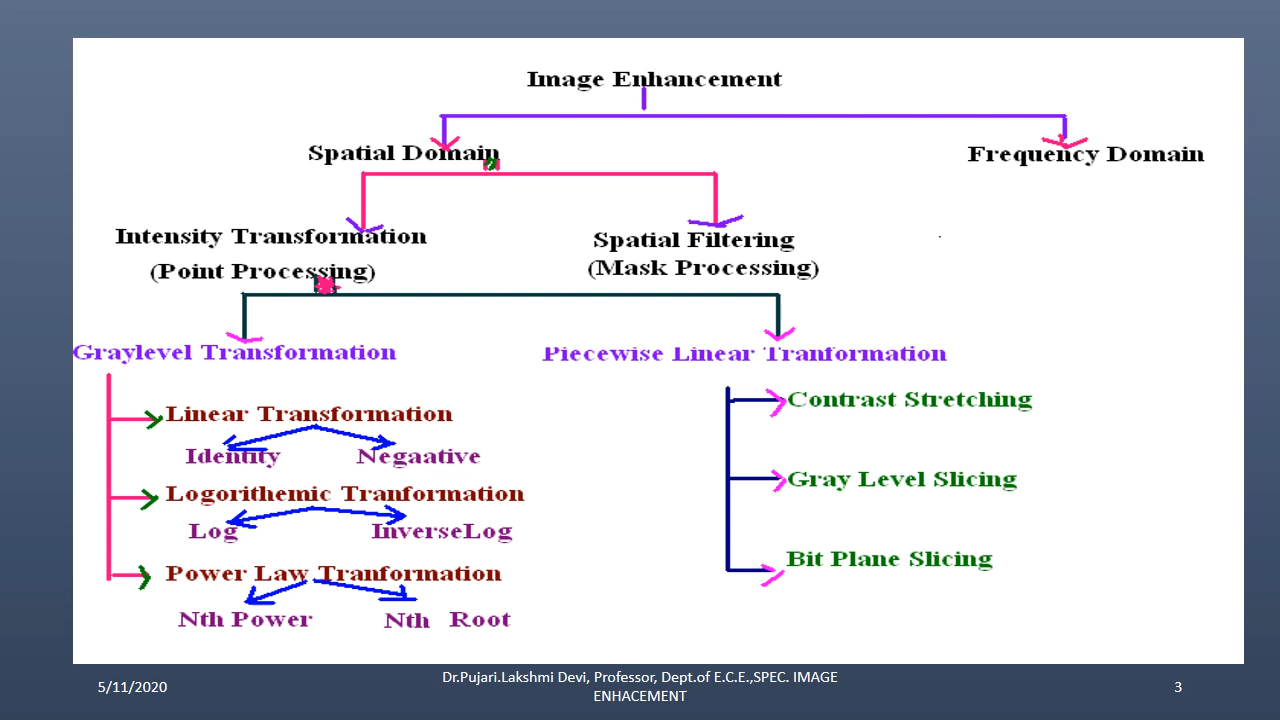 Image Enhancement
Spatial Domain
Frequency Domain
Intensity Transformation
(Point Processing)
Spatial Filtering
(Mask Processing)
Graylevel Transformation
Piecewise Linear Tranformation
Linear Transformation
Identity
Negaative
Logorithemic Tranformation
Log
InverseLog
Power Law Tranformation
Nth Power
Nth Root
Contrast Stretching
Gray Level Slicing
Bit Plane Slicing
5/11/2020
Dr.Pujari.Lakshmi Devi, Professor, Dept.of E.C.E.,SPEC. IMAGE
ENHACEMENT
3